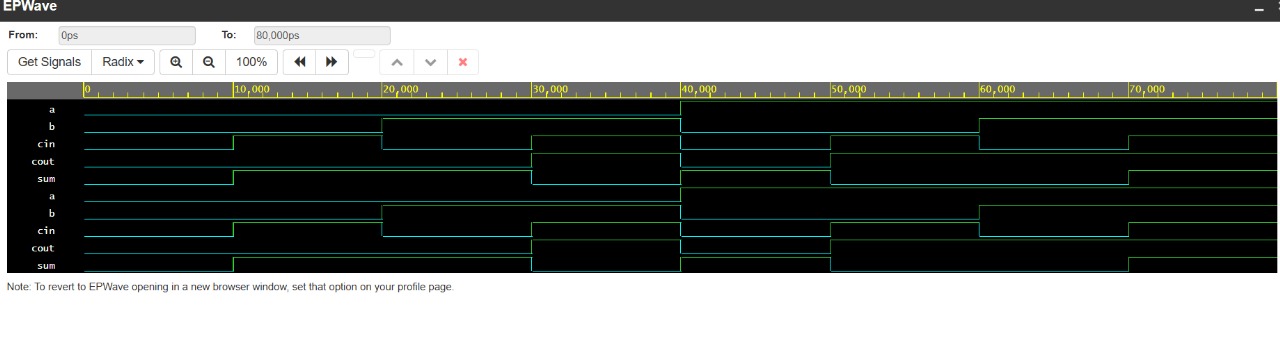 EPWave
From: 0ps To: 80,000ps
Get Signals Radix 100%
0 10,000 20,000 30,000 40,000 50,000 60,000 70,000
a
b
cin
cout
sum
a
b
cin
cout
sum
Note: To revert to EPWave opening in a new browser window, set that option on your profile page.